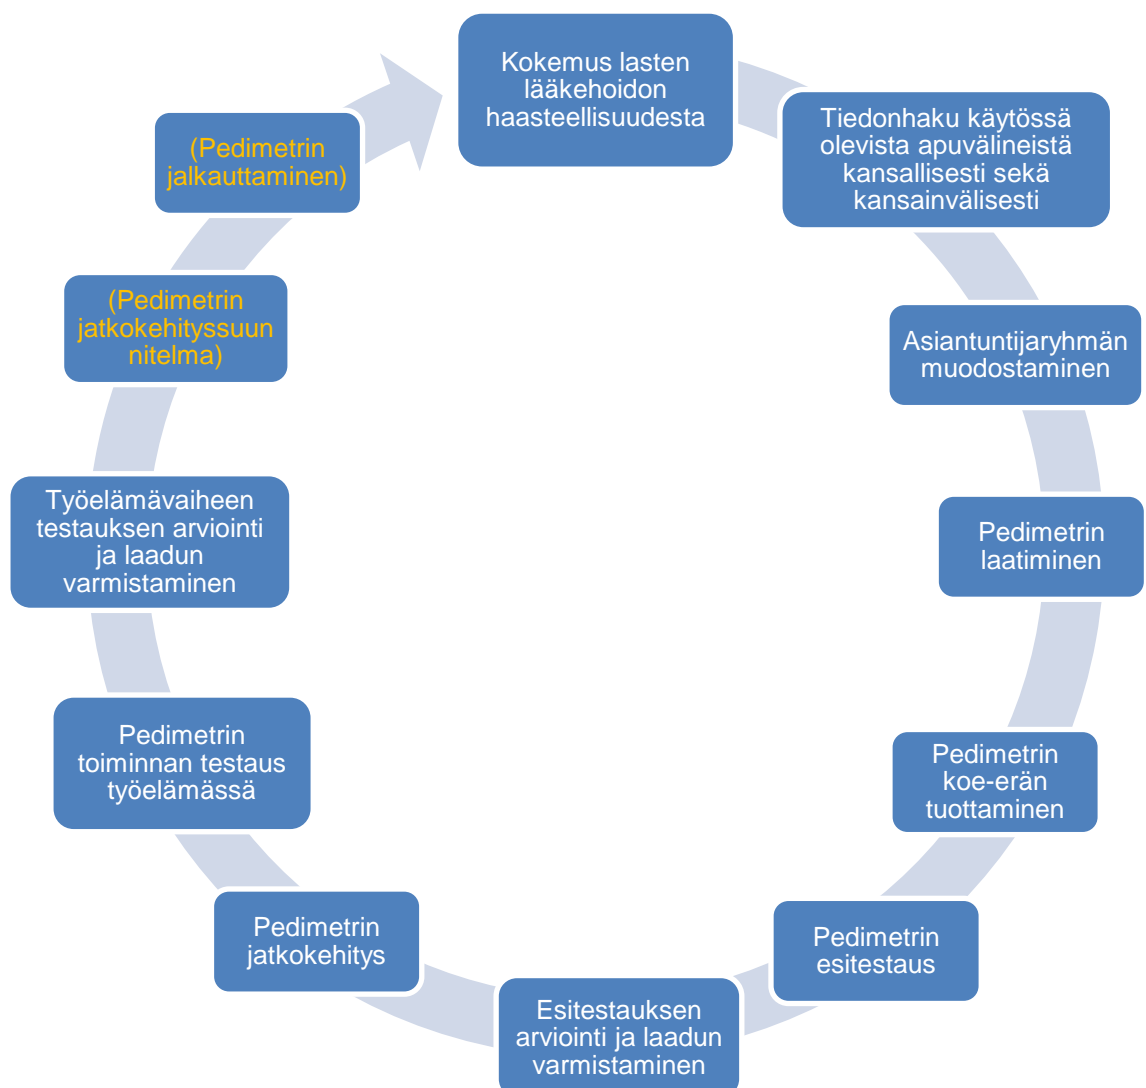 Kokemus lasten
lääkehoidon
haasteellisuudesta
Tiedonhaku käytössä
olevista apuvälineistä
kansallisesti sekä
kansainvälisesti
Asiantuntijaryhmän
muodostaminen
Pedimetrin
laatiminen
Pedimetrin
koe-erän
tuottaminen
Pedimetrin
esitestaus
Esitestauksen
arviointi ja laadun
varmistaminen
Pedimetrin
jatkokehitys
Pedimetrin
toiminnan testaus
työelämässä
Työelämävaiheen
testauksen arviointi
ja laadun
varmistaminen
(Pedimetrin
jatkokehityssuun
nitelma)
(Pedimetrin
jalkauttaminen)